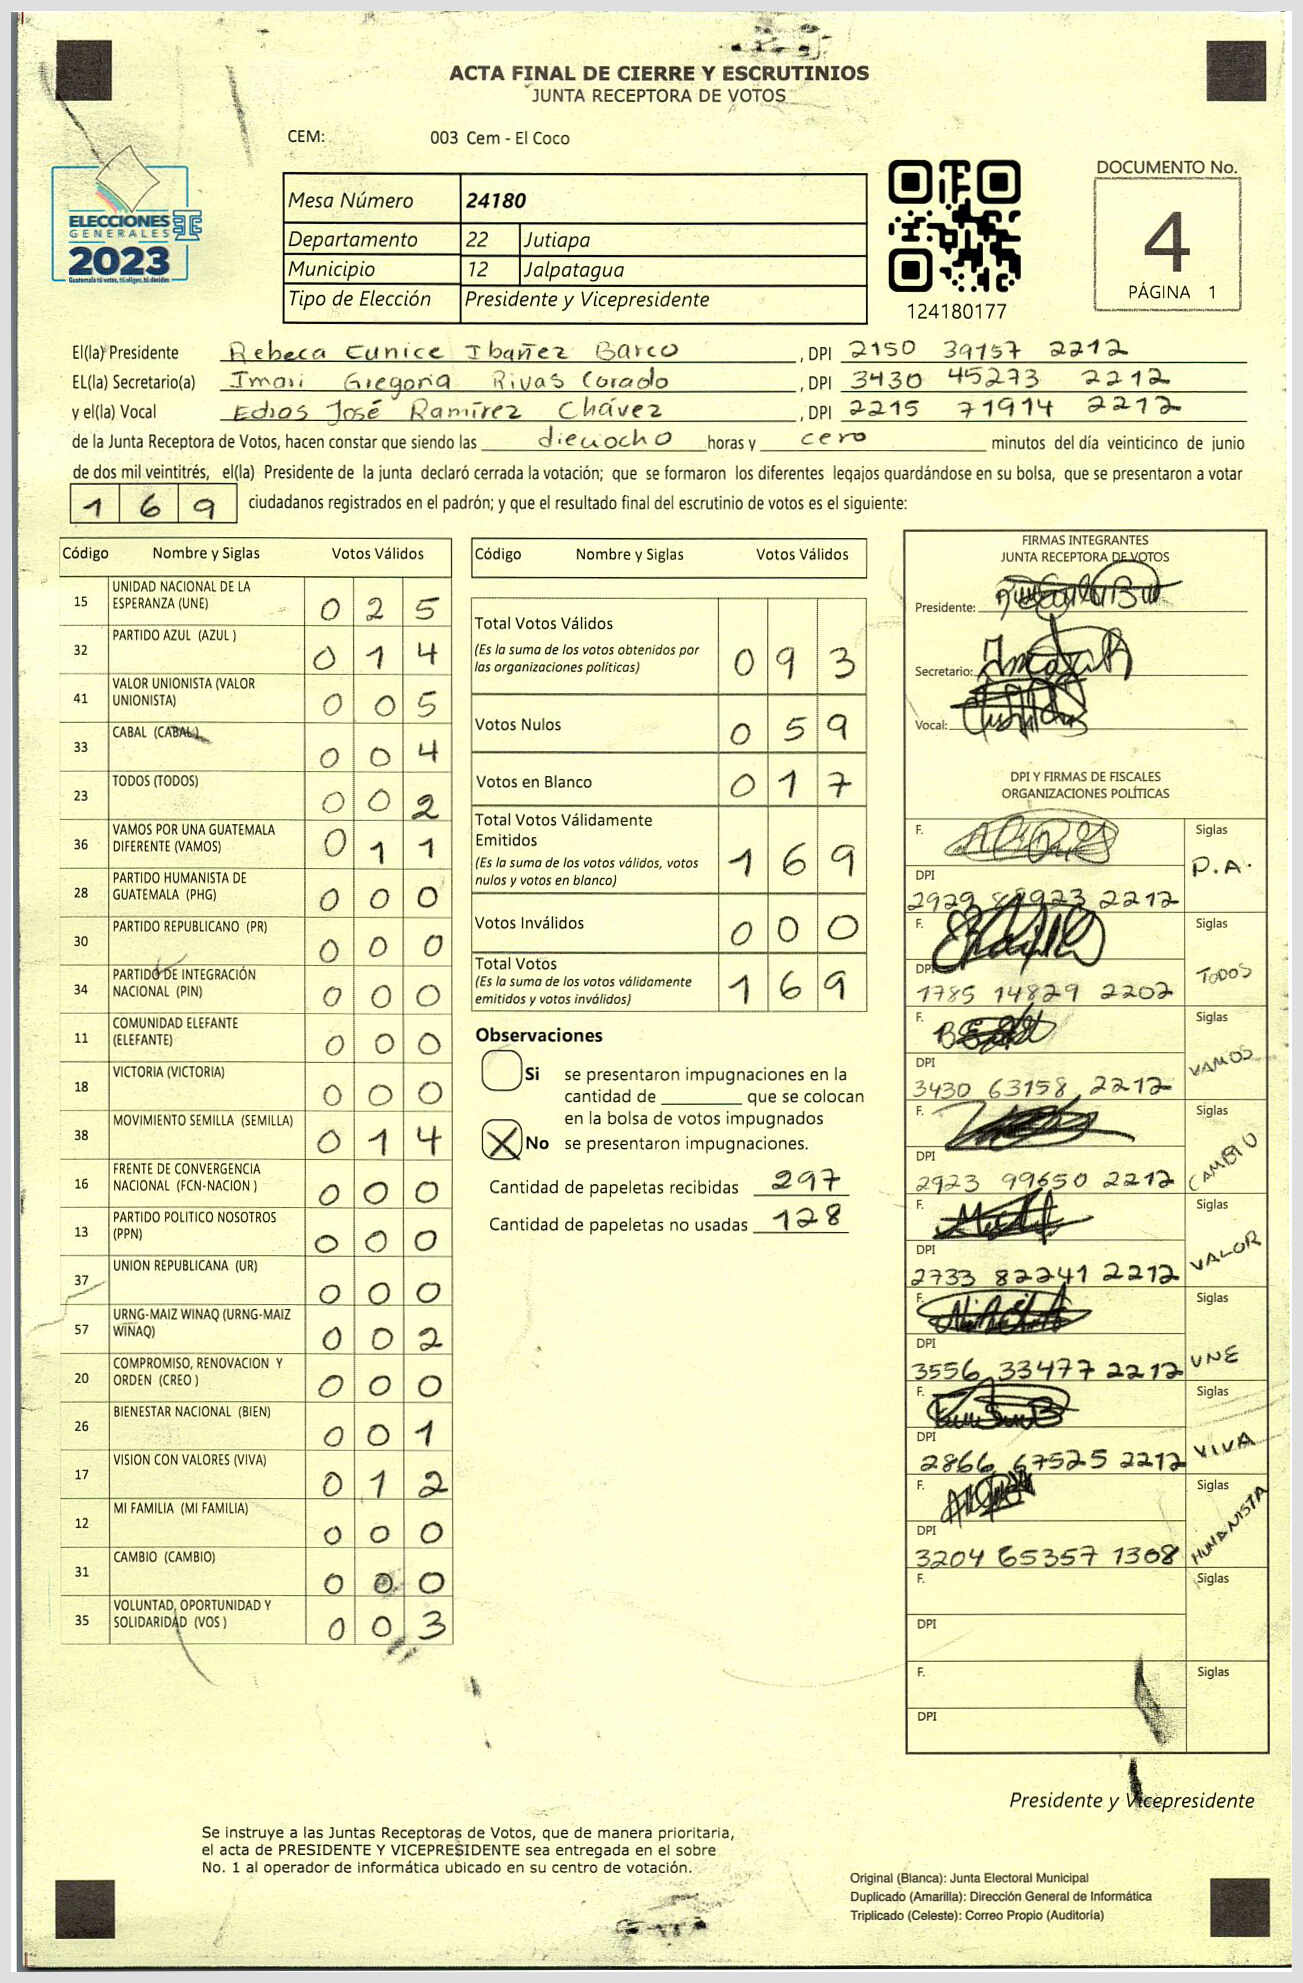 ACTA FINAL DE CIERRE Y ESCRUTINIOS
JUNTA RECEPTORA DE VOTOS
CEM: 003 Cem - El Coco
ELECCIONES
GENERALES
2023
Guatemala tú votas, tú eliges, tú decides
Mesa Número 24180
Departamento 22 Jutiapa
Municipio 12 Jalpatagua
Tipo de Elección Presidente y Vicepresidente
124180177
DOCUMENTO No.
4
PÁGINA 1
El(la) Presidente Rebeca Eunice Ibañez Barco , DPI 2150 39157 2212
EL(la) Secretario(a) Imari Gregoria Rivas Corado , DPI 3430 45273 2212
y el(la) Vocal Edios José Ramírez Chávez , DPI 2215 71914 2212
de la Junta Receptora de Votos, hacen constar que siendo las dieciocho horas y cero minutos del día veinticinco de junio
de dos mil veintitrés, el(la) Presidente de la junta declaró cerrada la votación; que se formaron los diferentes legajos guardándose en su bolsa, que se presentaron a votar
1 6 9 ciudadanos registrados en el padrón; y que el resultado final del escrutinio de votos es el siguiente:
Código Nombre y Siglas Votos Válidos
15 UNIDAD NACIONAL DE LA
ESPERANZA (UNE) 0 2 5
32 PARTIDO AZUL (AZUL ) 0 1 4
41 VALOR UNIONISTA (VALOR
UNIONISTA) 0 0 5
33 CABAL (CABAL) 0 0 4
23 TODOS (TODOS) 0 0 2
36 VAMOS POR UNA GUATEMALA
DIFERENTE (VAMOS) 0 1 1
28 PARTIDO HUMANISTA DE
GUATEMALA (PHG) 0 0 0
30 PARTIDO REPUBLICANO (PR) 0 0 0
34 PARTIDO DE INTEGRACIÓN
NACIONAL (PIN) 0 0 0
11 COMUNIDAD ELEFANTE
(ELEFANTE) 0 0 0
18 VICTORIA (VICTORIA) 0 0 0
38 MOVIMIENTO SEMILLA (SEMILLA) 0 1 4
16 FRENTE DE CONVERGENCIA
NACIONAL (FCN-NACION ) 0 0 0
13 PARTIDO POLITICO NOSOTROS
(PPN) 0 0 0
37 UNION REPUBLICANA (UR) 0 0 0
57 URNG-MAIZ WINAQ (URNG-MAIZ
WINAQ) 0 0 2
20 COMPROMISO, RENOVACION Y
ORDEN (CREO ) 0 0 0
26 BIENESTAR NACIONAL (BIEN) 0 0 1
17 VISION CON VALORES (VIVA) 0 1 2
12 MI FAMILIA (MI FAMILIA) 0 0 0
31 CAMBIO (CAMBIO) 0 0 0
35 VOLUNTAD, OPORTUNIDAD Y
SOLIDARIDAD (VOS ) 0 0 3
Código Nombre y Siglas Votos Válidos
Total Votos Válidos
(Es la suma de los votos obtenidos por
las organizaciones políticas) 0 9 3
Votos Nulos 0 5 9
Votos en Blanco 0 1 7
Total Votos Válidamente
Emitidos
(Es la suma de los votos válidos, votos
nulos y votos en blanco) 1 6 9
Votos Inválidos 0 0 0
Total Votos
(Es la suma de los votos válidamente
emitidos y votos inválidos) 1 6 9
Observaciones
Si se presentaron impugnaciones en la
cantidad de ________ que se colocan
en la bolsa de votos impugnados
X No se presentaron impugnaciones.
Cantidad de papeletas recibidas 297
Cantidad de papeletas no usadas 128
FIRMAS INTEGRANTES
JUNTA RECEPTORA DE VOTOS
Presidente:
Secretario:
Vocal:
DPI Y FIRMAS DE FISCALES
ORGANIZACIONES POLÍTICAS
F. Siglas
P.A.
DPI
2212
F. Siglas
TODOS
DPI
1785 14829 2202
F. Siglas
VAMOS
DPI
3430 63158 2212
F. Siglas
CAMBIO
DPI
2923 99650 2212
F. Siglas
VALOR
DPI
2733 82241 2212
F. Siglas
UNE
DPI
3556 33477 2212
F. Siglas
VIVA
DPI
2866 67525 2212
F. Siglas
HUMANISTA
DPI
3204 65357 1308
F. Siglas
DPI
F. Siglas
DPI
Presidente y Vicepresidente
Se instruye a las Juntas Receptoras de Votos, que de manera prioritaria,
el acta de PRESIDENTE Y VICEPRESIDENTE sea entregada en el sobre
No. 1 al operador de informática ubicado en su centro de votación.
Original (Blanca): Junta Electoral Municipal
Duplicado (Amarilla): Dirección General de Informática
Triplicado (Celeste): Correo Propio (Auditoría)